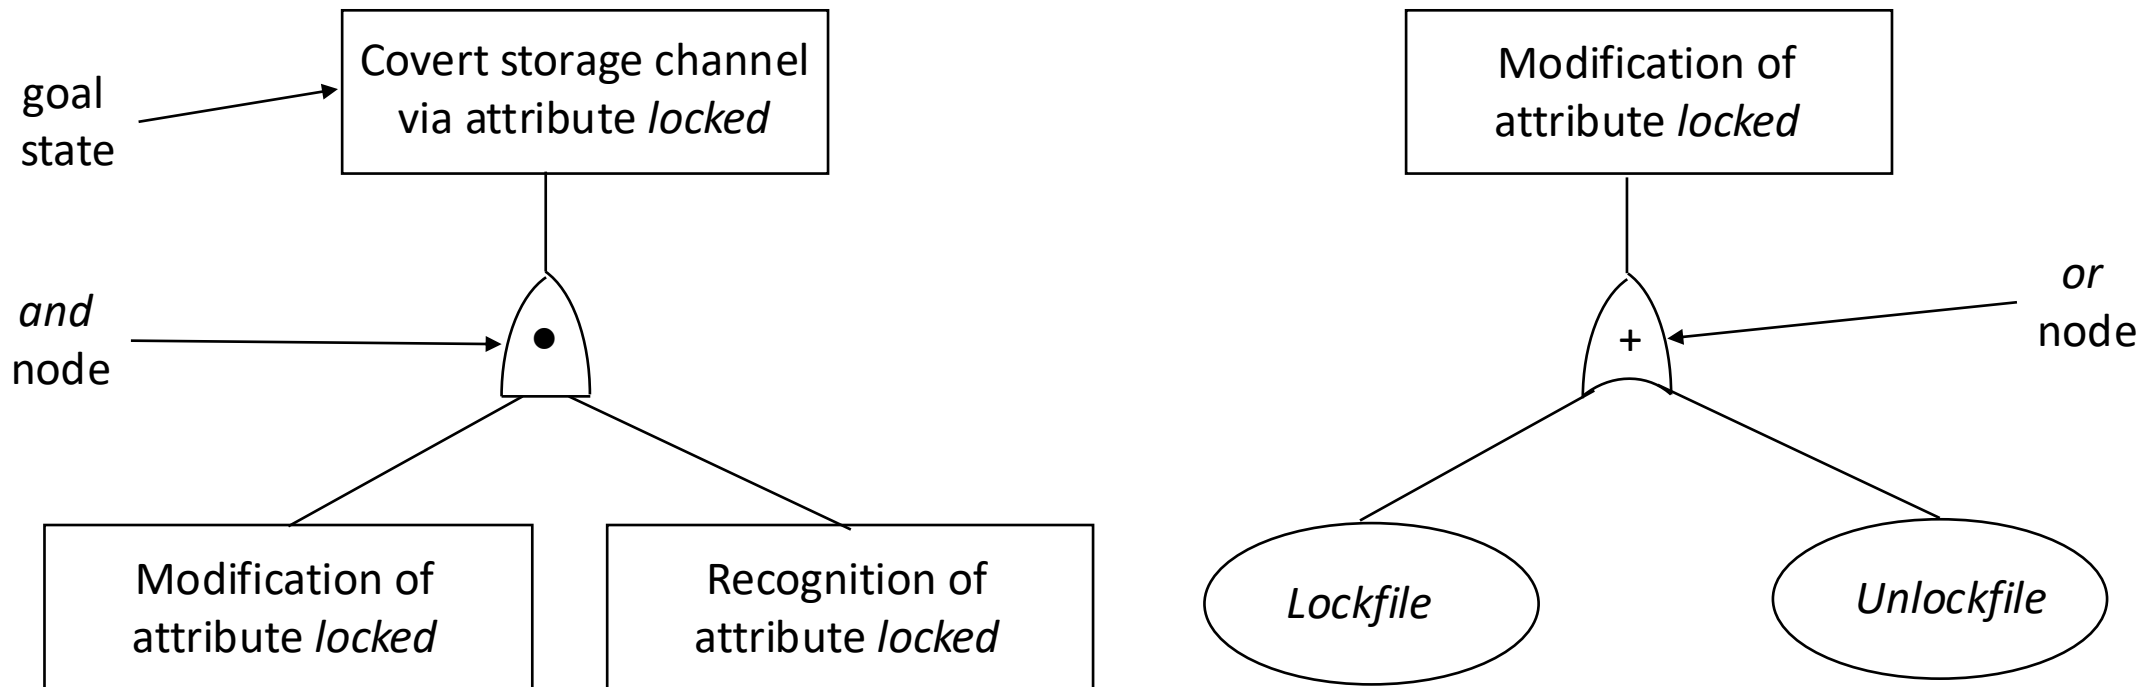 goal
state
Covert storage channel
via attribute locked
and
node
•
Modification of
attribute locked
Recognition of
attribute locked
Modification of
attribute locked
or
node
+
Lockfile
Unlockfile